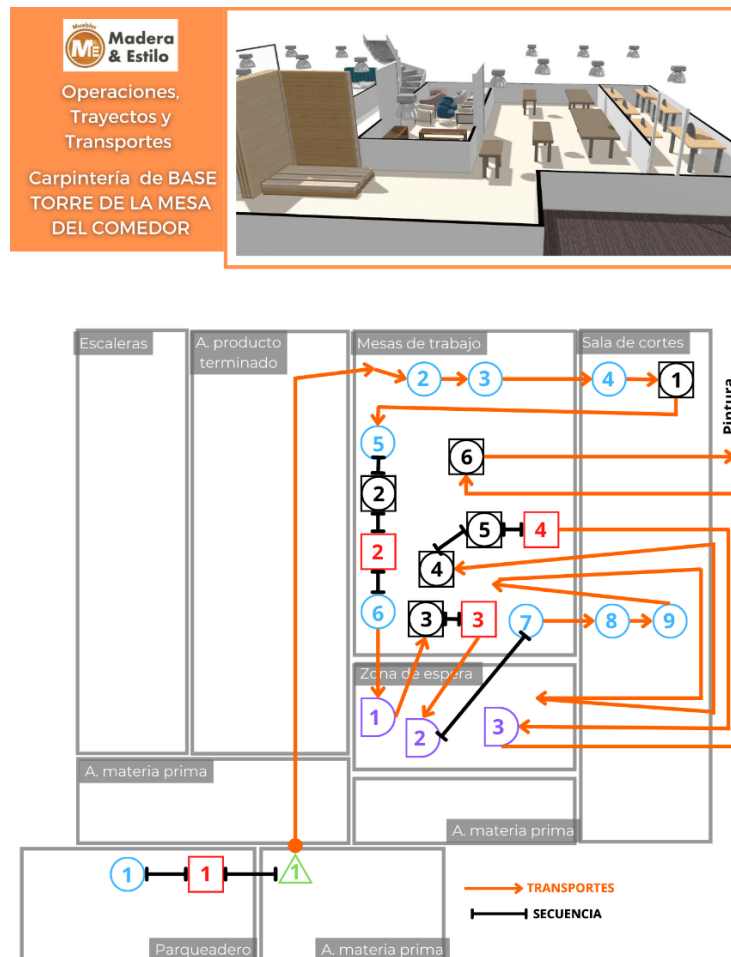 Muebles
ME
Madera
& Estilo
Operaciones,
Trayectos y
Transportes
Carpintería de BASE
TORRE DE LA MESA
DEL COMEDOR
Escaleras
A. producto
terminado
Mesas de trabajo
Sala de cortes
2
3
4
1
Pintura
5
6
2
5
4
2
4
6
3
3
7
8
9
Zona de espera
1
2
3
A. materia prima
A. materia prima
1
1
1
TRANSPORTES
SECUENCIA
Parqueadero
A. materia prima